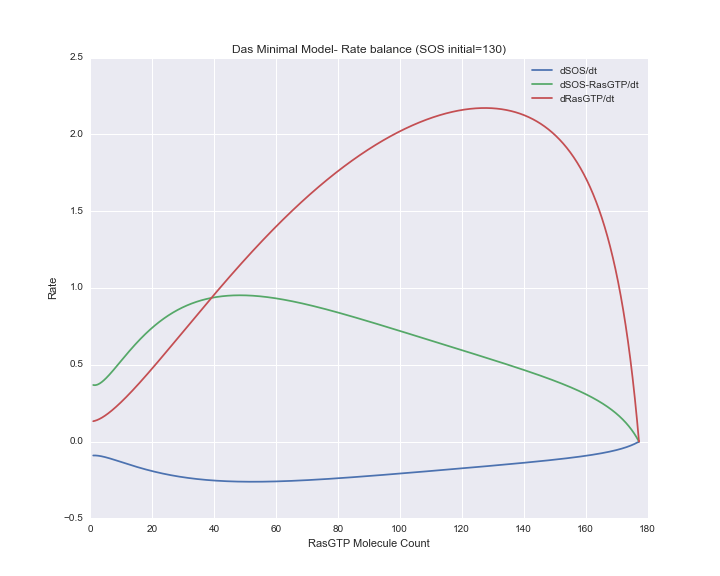 Das Minimal Model- Rate balance (SOS initial=130)
2.5
2.0
1.5
1.0
0.5
0.0
−0.5
Rate
dSOS/dt
dSOS-RasGTP/dt
dRasGTP/dt
0 20 40 60 80 100 120 140 160 180
RasGTP Molecule Count